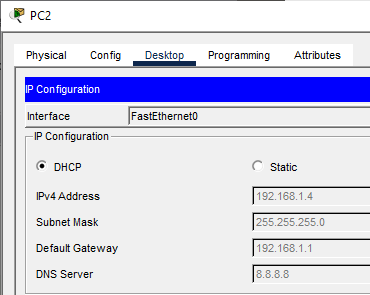 PC2
Physical Config Desktop Programming Attributes
IP Configuration
Interface FastEthernet0
IP Configuration
DHCP Static
IPv4 Address 192.168.1.4
Subnet Mask 255.255.255.0
Default Gateway 192.168.1.1
DNS Server 8.8.8.8